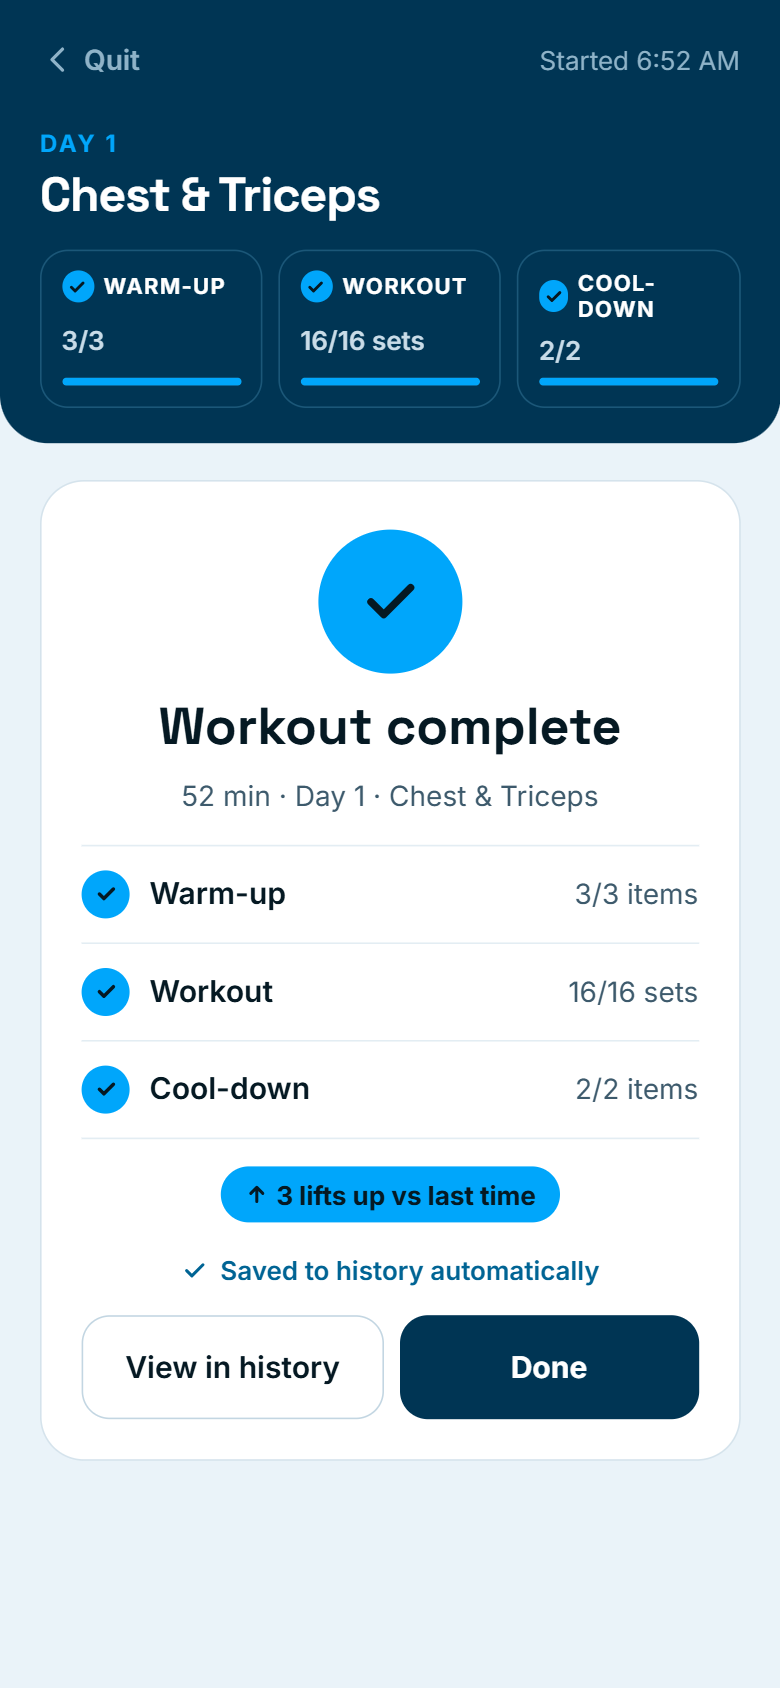 Quit
Started 6:52 AM
DAY 1
Chest & Triceps
WARM-UP
3/3
WORKOUT
16/16 sets
COOL-
DOWN
2/2
Workout complete
52 min · Day 1 · Chest & Triceps
Warm-up
3/3 items
Workout
16/16 sets
Cool-down
2/2 items
↑ 3 lifts up vs last time
Saved to history automatically
View in history
Done